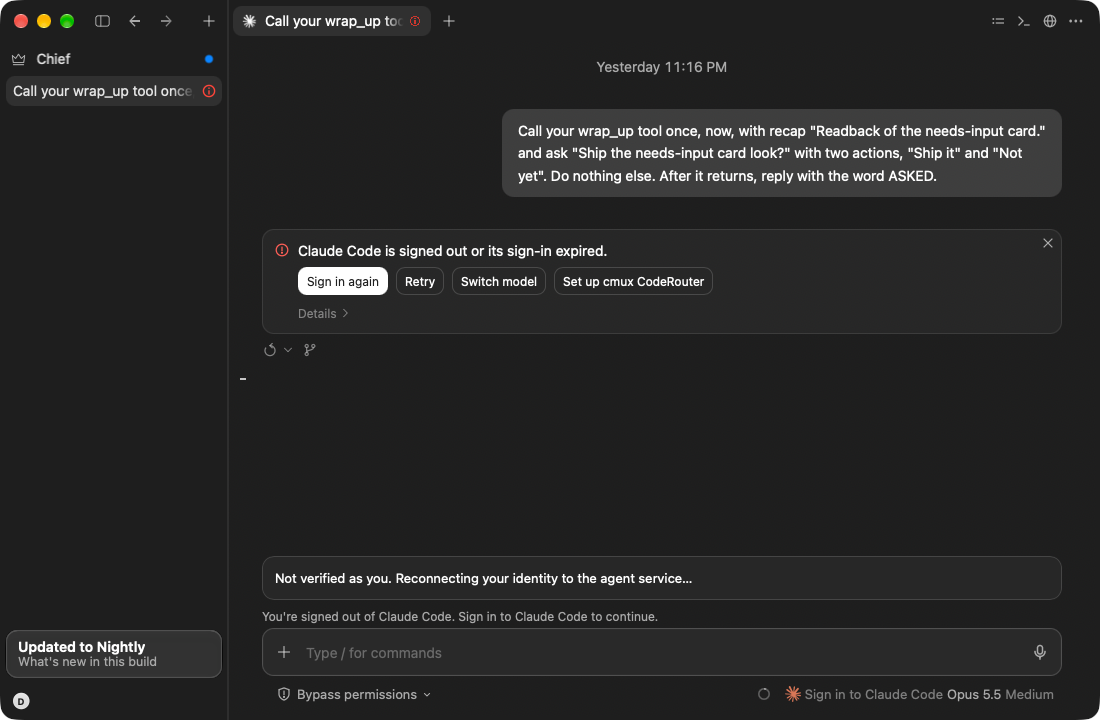 Call your wrap_up to
Chief
Call your wrap_up tool once
Yesterday 11:16 PM
Call your wrap_up tool once, now, with recap "Readback of the needs-input card."
and ask "Ship the needs-input card look?" with two actions, "Ship it" and "Not
yet". Do nothing else. After it returns, reply with the word ASKED.
Claude Code is signed out or its sign-in expired.
Sign in again
Retry
Switch model
Set up cmux CodeRouter
Details
Not verified as you. Reconnecting your identity to the agent service...
You're signed out of Claude Code. Sign in to Claude Code to continue.
Type / for commands
Bypass permissions
Sign in to Claude Code Opus 5.5 Medium
Updated to Nightly
What's new in this build
D